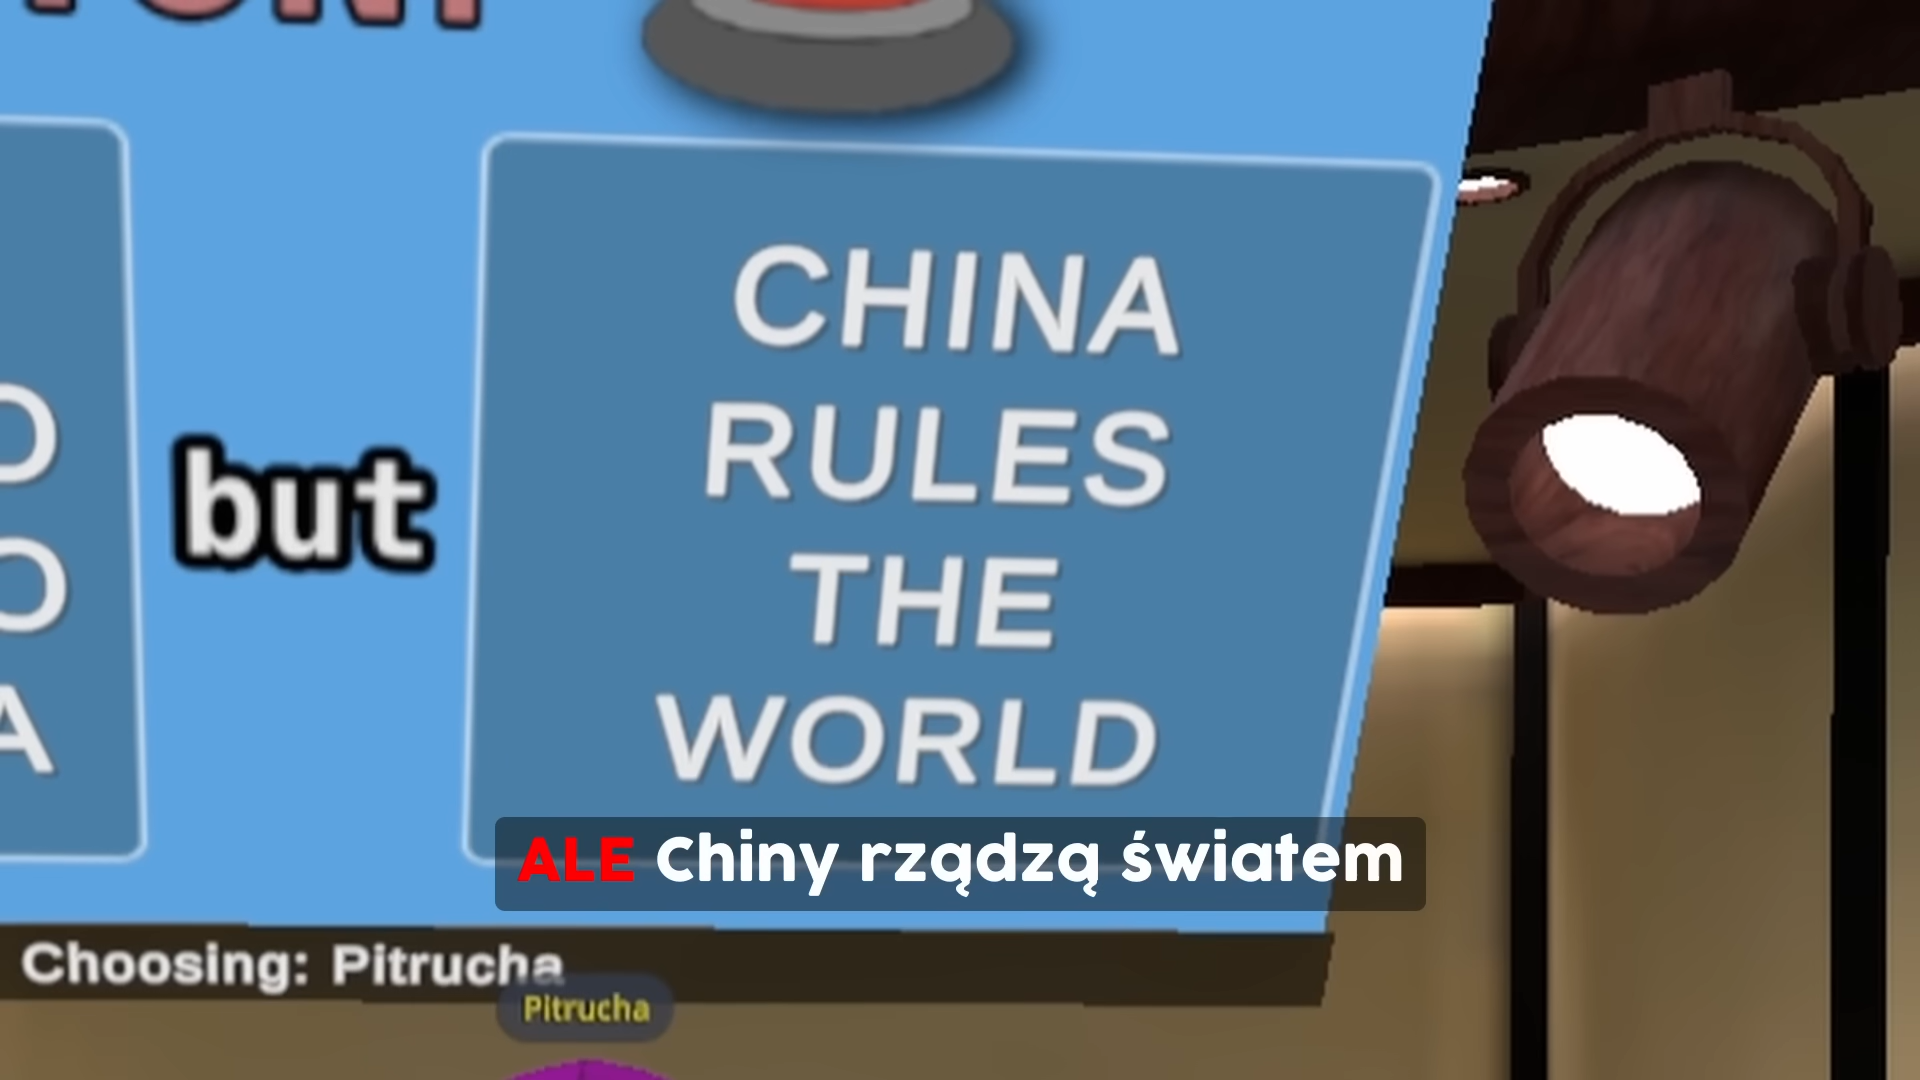 but
CHINA
RULES
THE
WORLD
ALE Chiny rządzą światem
Choosing: Pitrucha
Pitrucha